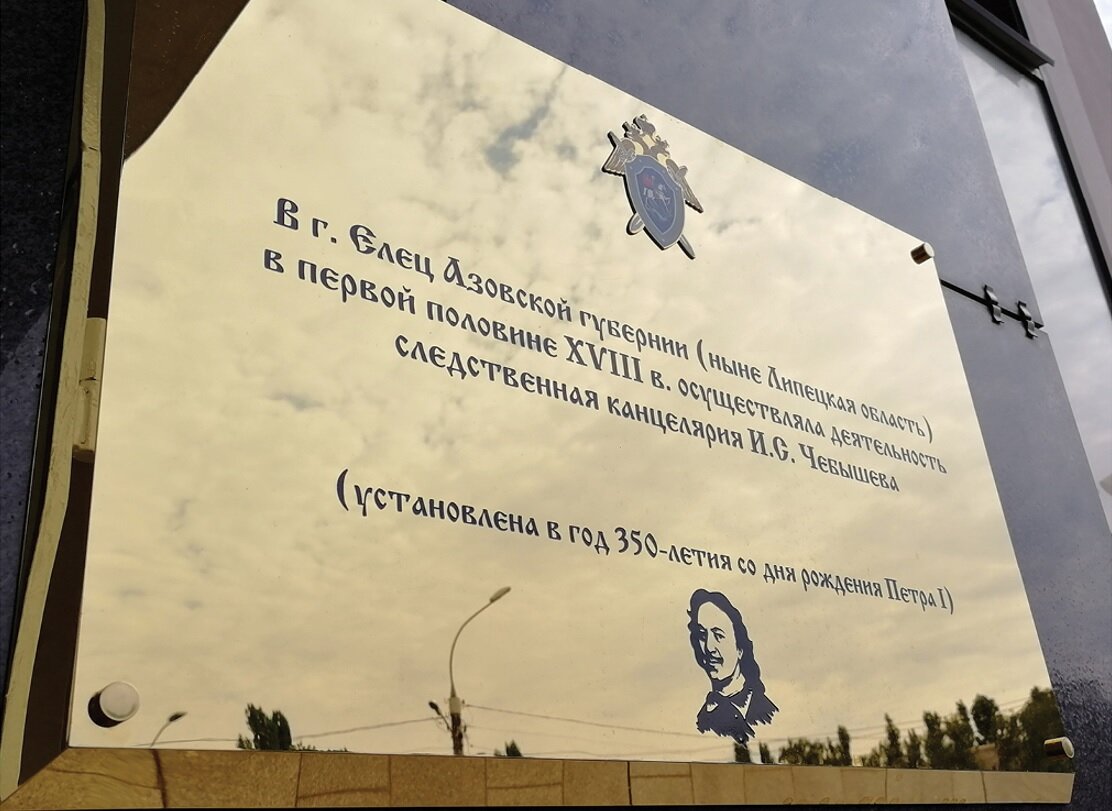 В г. Елец Азовской губернии (ныне Липецкая область)
в первой половине XVIII в. осуществляла деятельность
следственная канцелярия И.С. Чебышева
(установлена в год 350-летия со дня рождения Петра I)